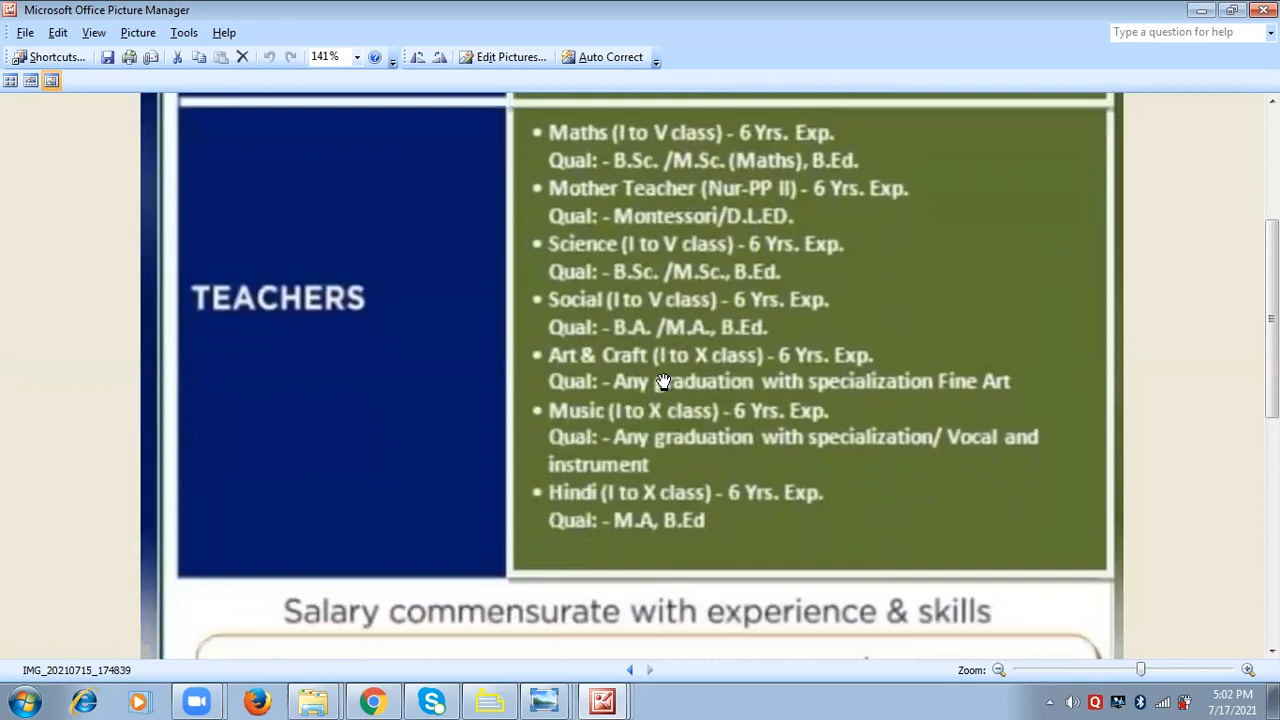 Microsoft Office Picture Manager
File Edit View Picture Tools Help
Type a question for help
Shortcuts... 141% Edit Pictures... Auto Correct
• Maths (I to V class) - 6 Yrs. Exp.
Qual: - B.Sc. /M.Sc. (Maths), B.Ed.
• Mother Teacher (Nur-PP II) - 6 Yrs. Exp.
Qual: - Montessori/D.L.ED.
• Science (I to V class) - 6 Yrs. Exp.
Qual: - B.Sc. /M.Sc., B.Ed.
TEACHERS
• Social (I to V class) - 6 Yrs. Exp.
Qual: - B.A. /M.A., B.Ed.
• Art & Craft (I to X class) - 6 Yrs. Exp.
Qual: - Any graduation with specialization Fine Art
• Music (I to X class) - 6 Yrs. Exp.
Qual: - Any graduation with specialization/ Vocal and
instrument
• Hindi (I to X class) - 6 Yrs. Exp.
Qual: - M.A, B.Ed
Salary commensurate with experience & skills
IMG_20210715_174839
Zoom:
5:02 PM
7/17/2021